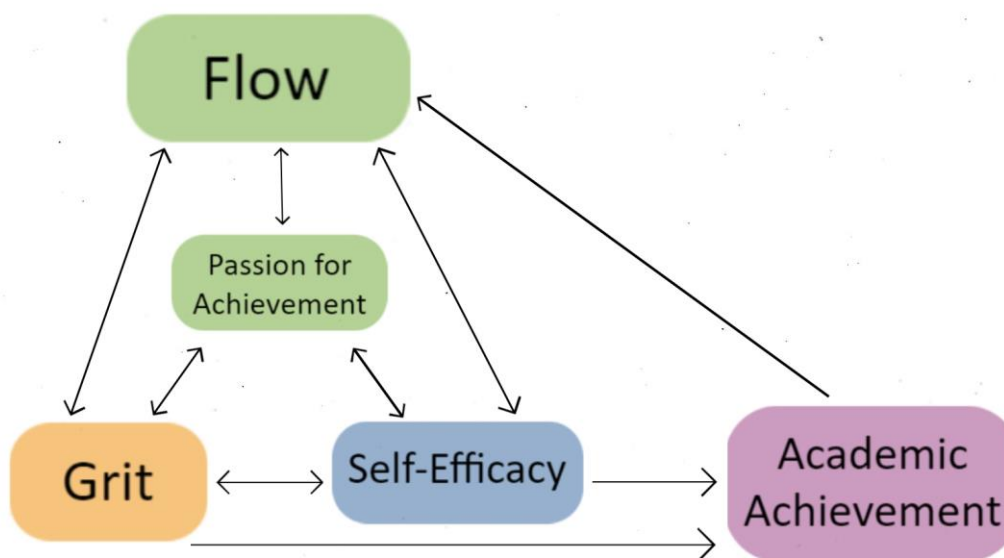 Flow
Passion for
Achievement
Grit
Self-Efficacy
Academic
Achievement